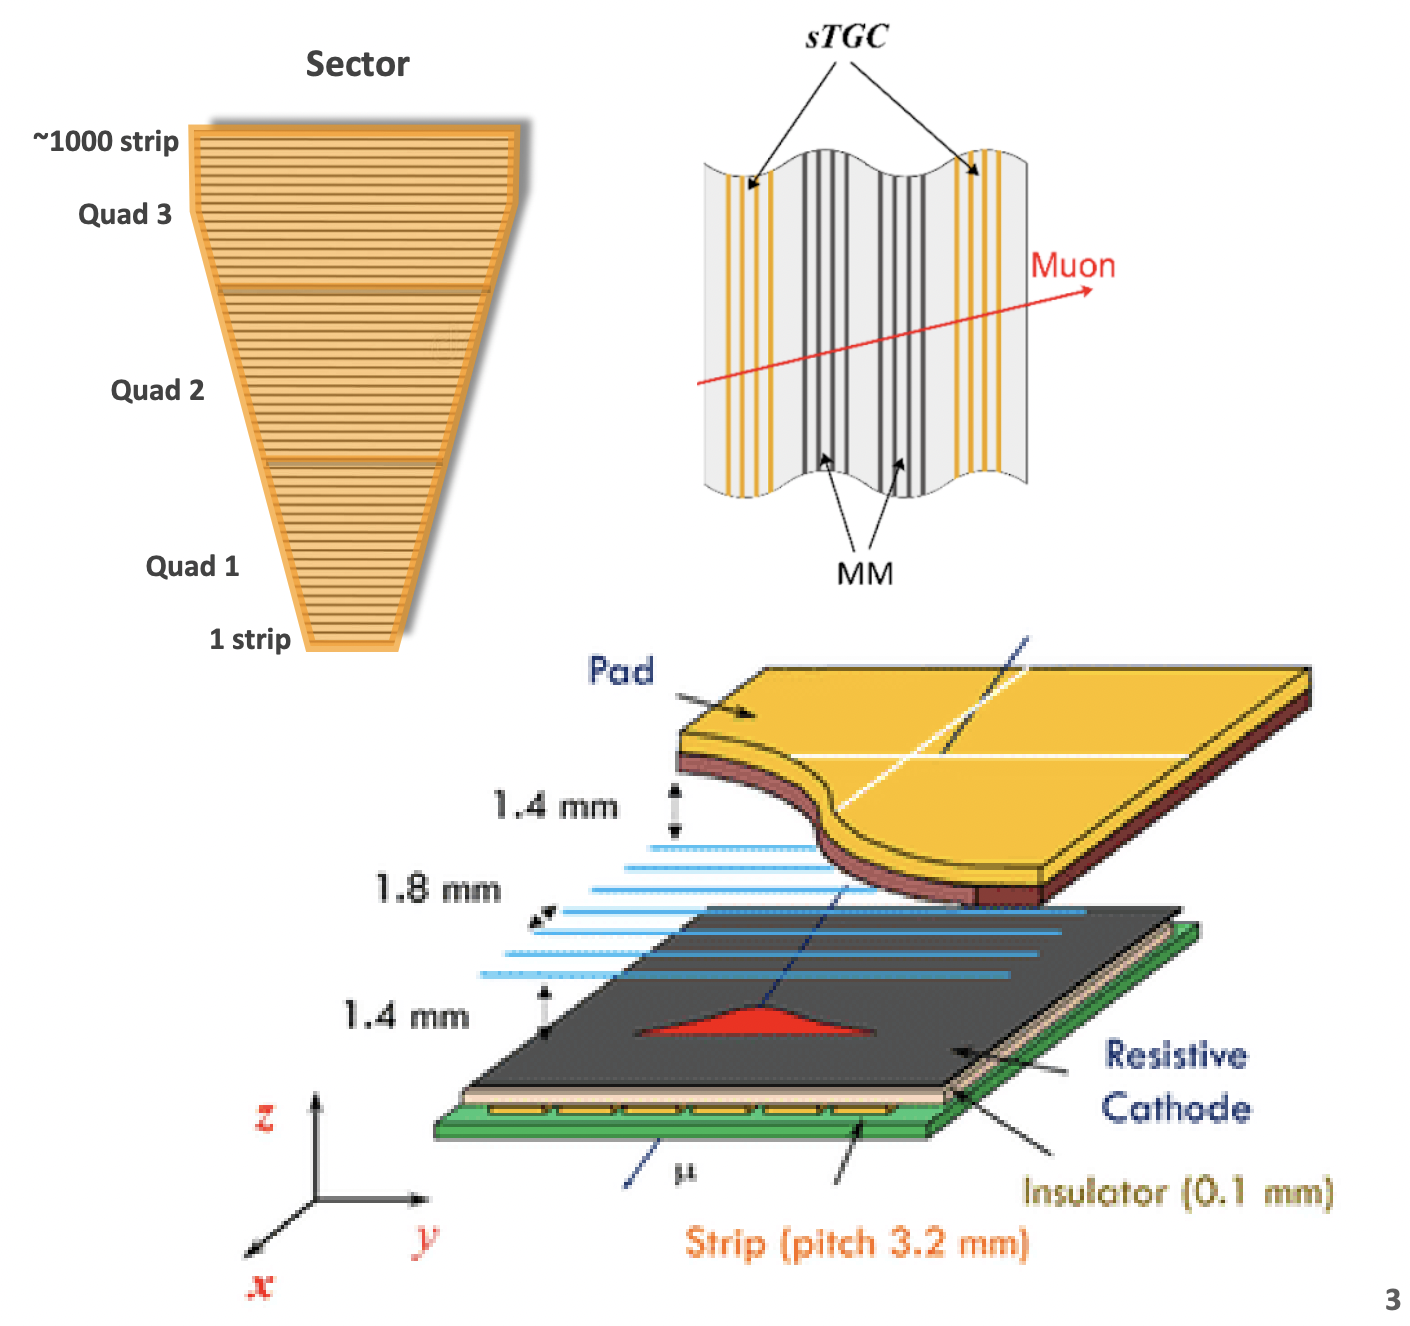 Sector
~1000 strip
Quad 3
Quad 2
Quad 1
1 strip
sTGC
Muon
MM
Pad
1.4 mm
1.8 mm
1.4 mm
Resistive
Cathode
Insulator (0.1 mm)
Strip (pitch 3.2 mm)
μ
z
y
x
3